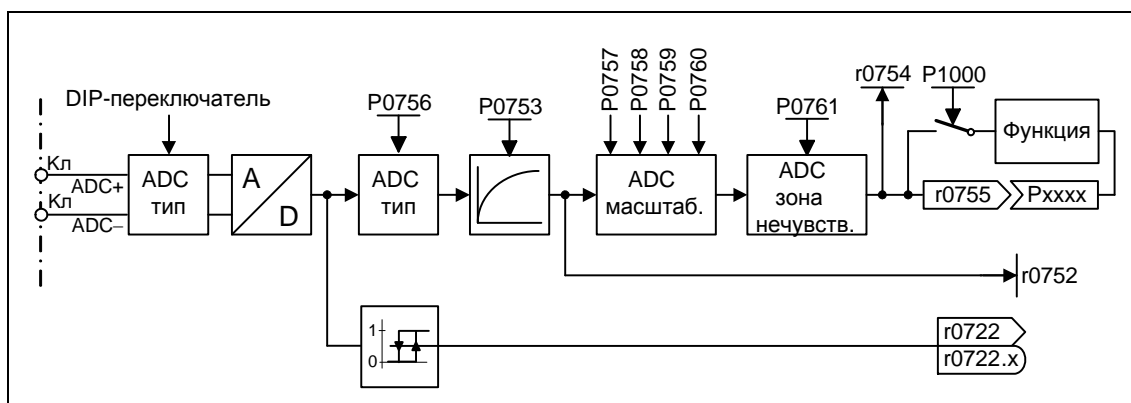 DIP-переключатель
Кл
ADC+
Кл
ADC−
ADC
тип
A
D
P0756
ADC
тип
P0753
P0757
P0758
P0759
P0760
ADC
масштаб.
P0761
ADC
зона
нечувств.
r0754
P1000
Функция
r0755
Pxxxx
r0752
1
0
r0722
r0722.x